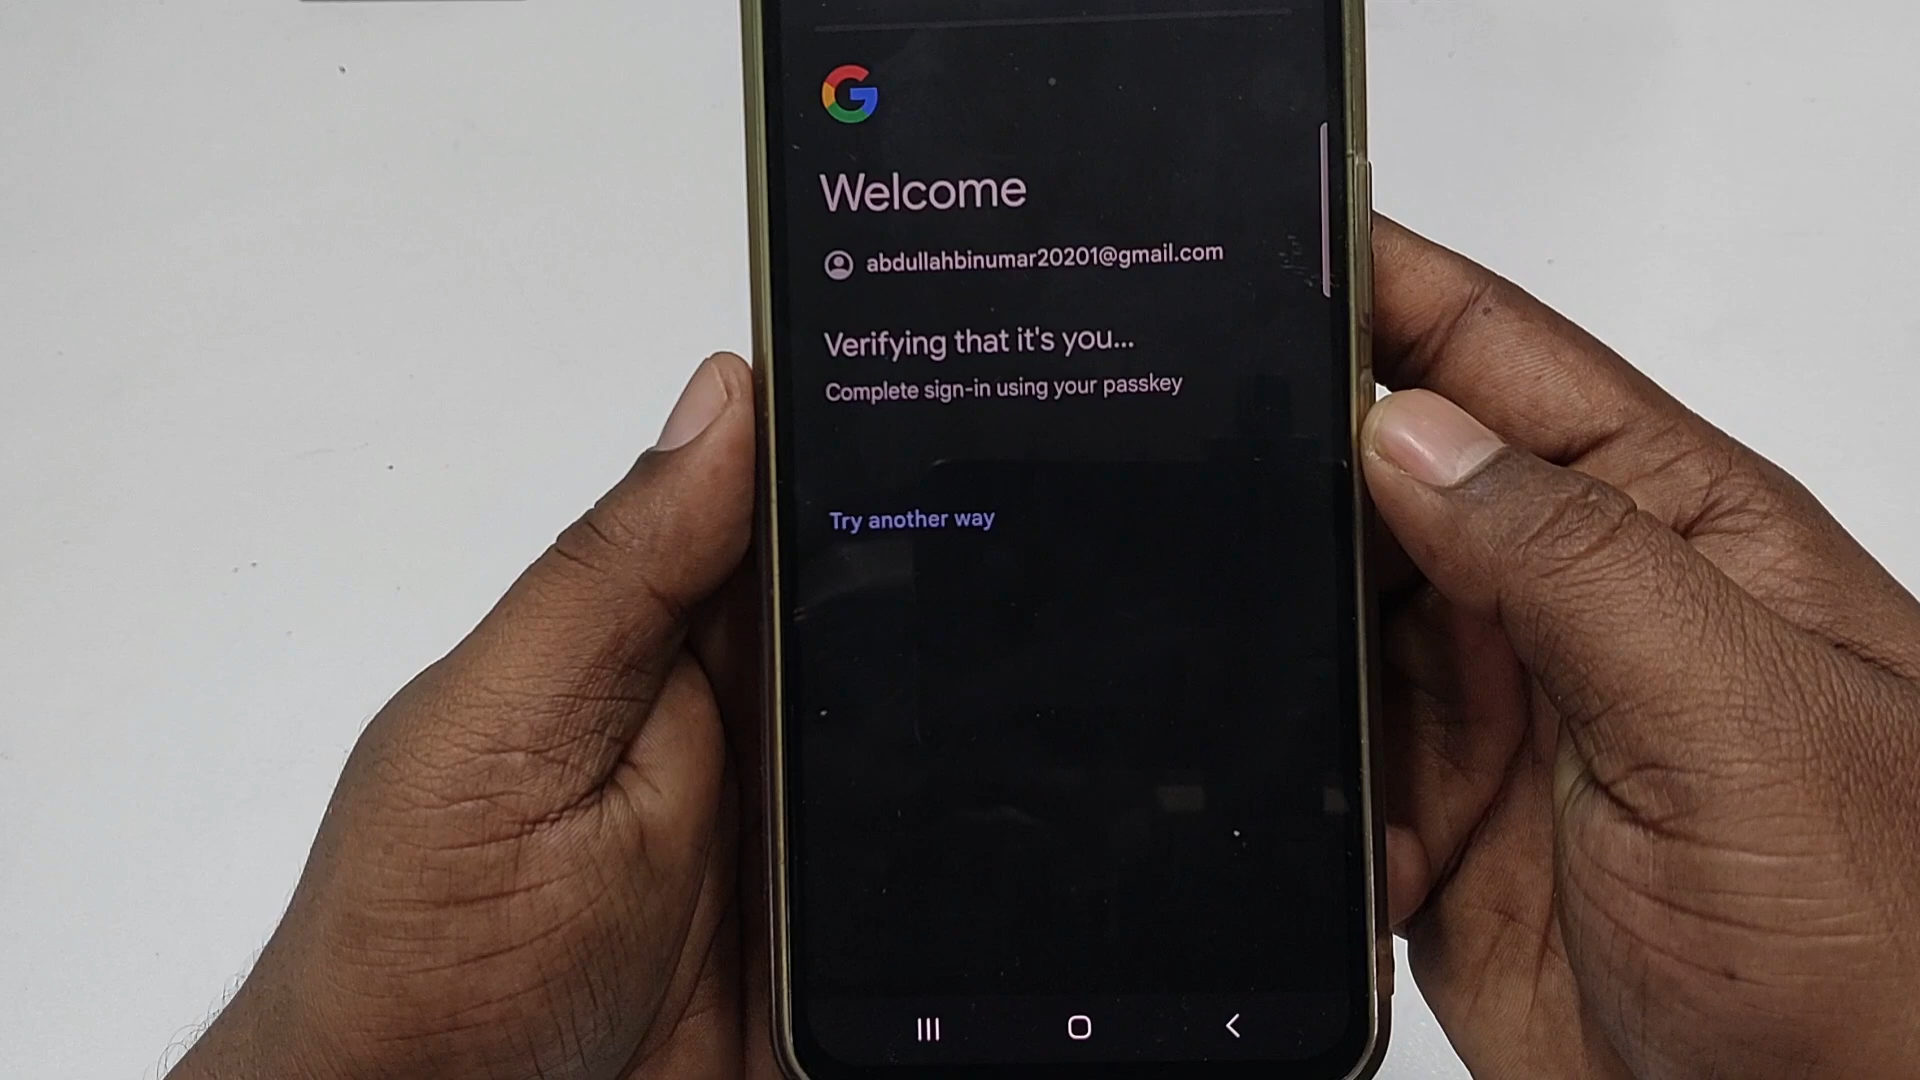 Welcome
abdullahbinumar20201@gmail.com
Verifying that it's you...
Complete sign-in using your passkey
Try another way